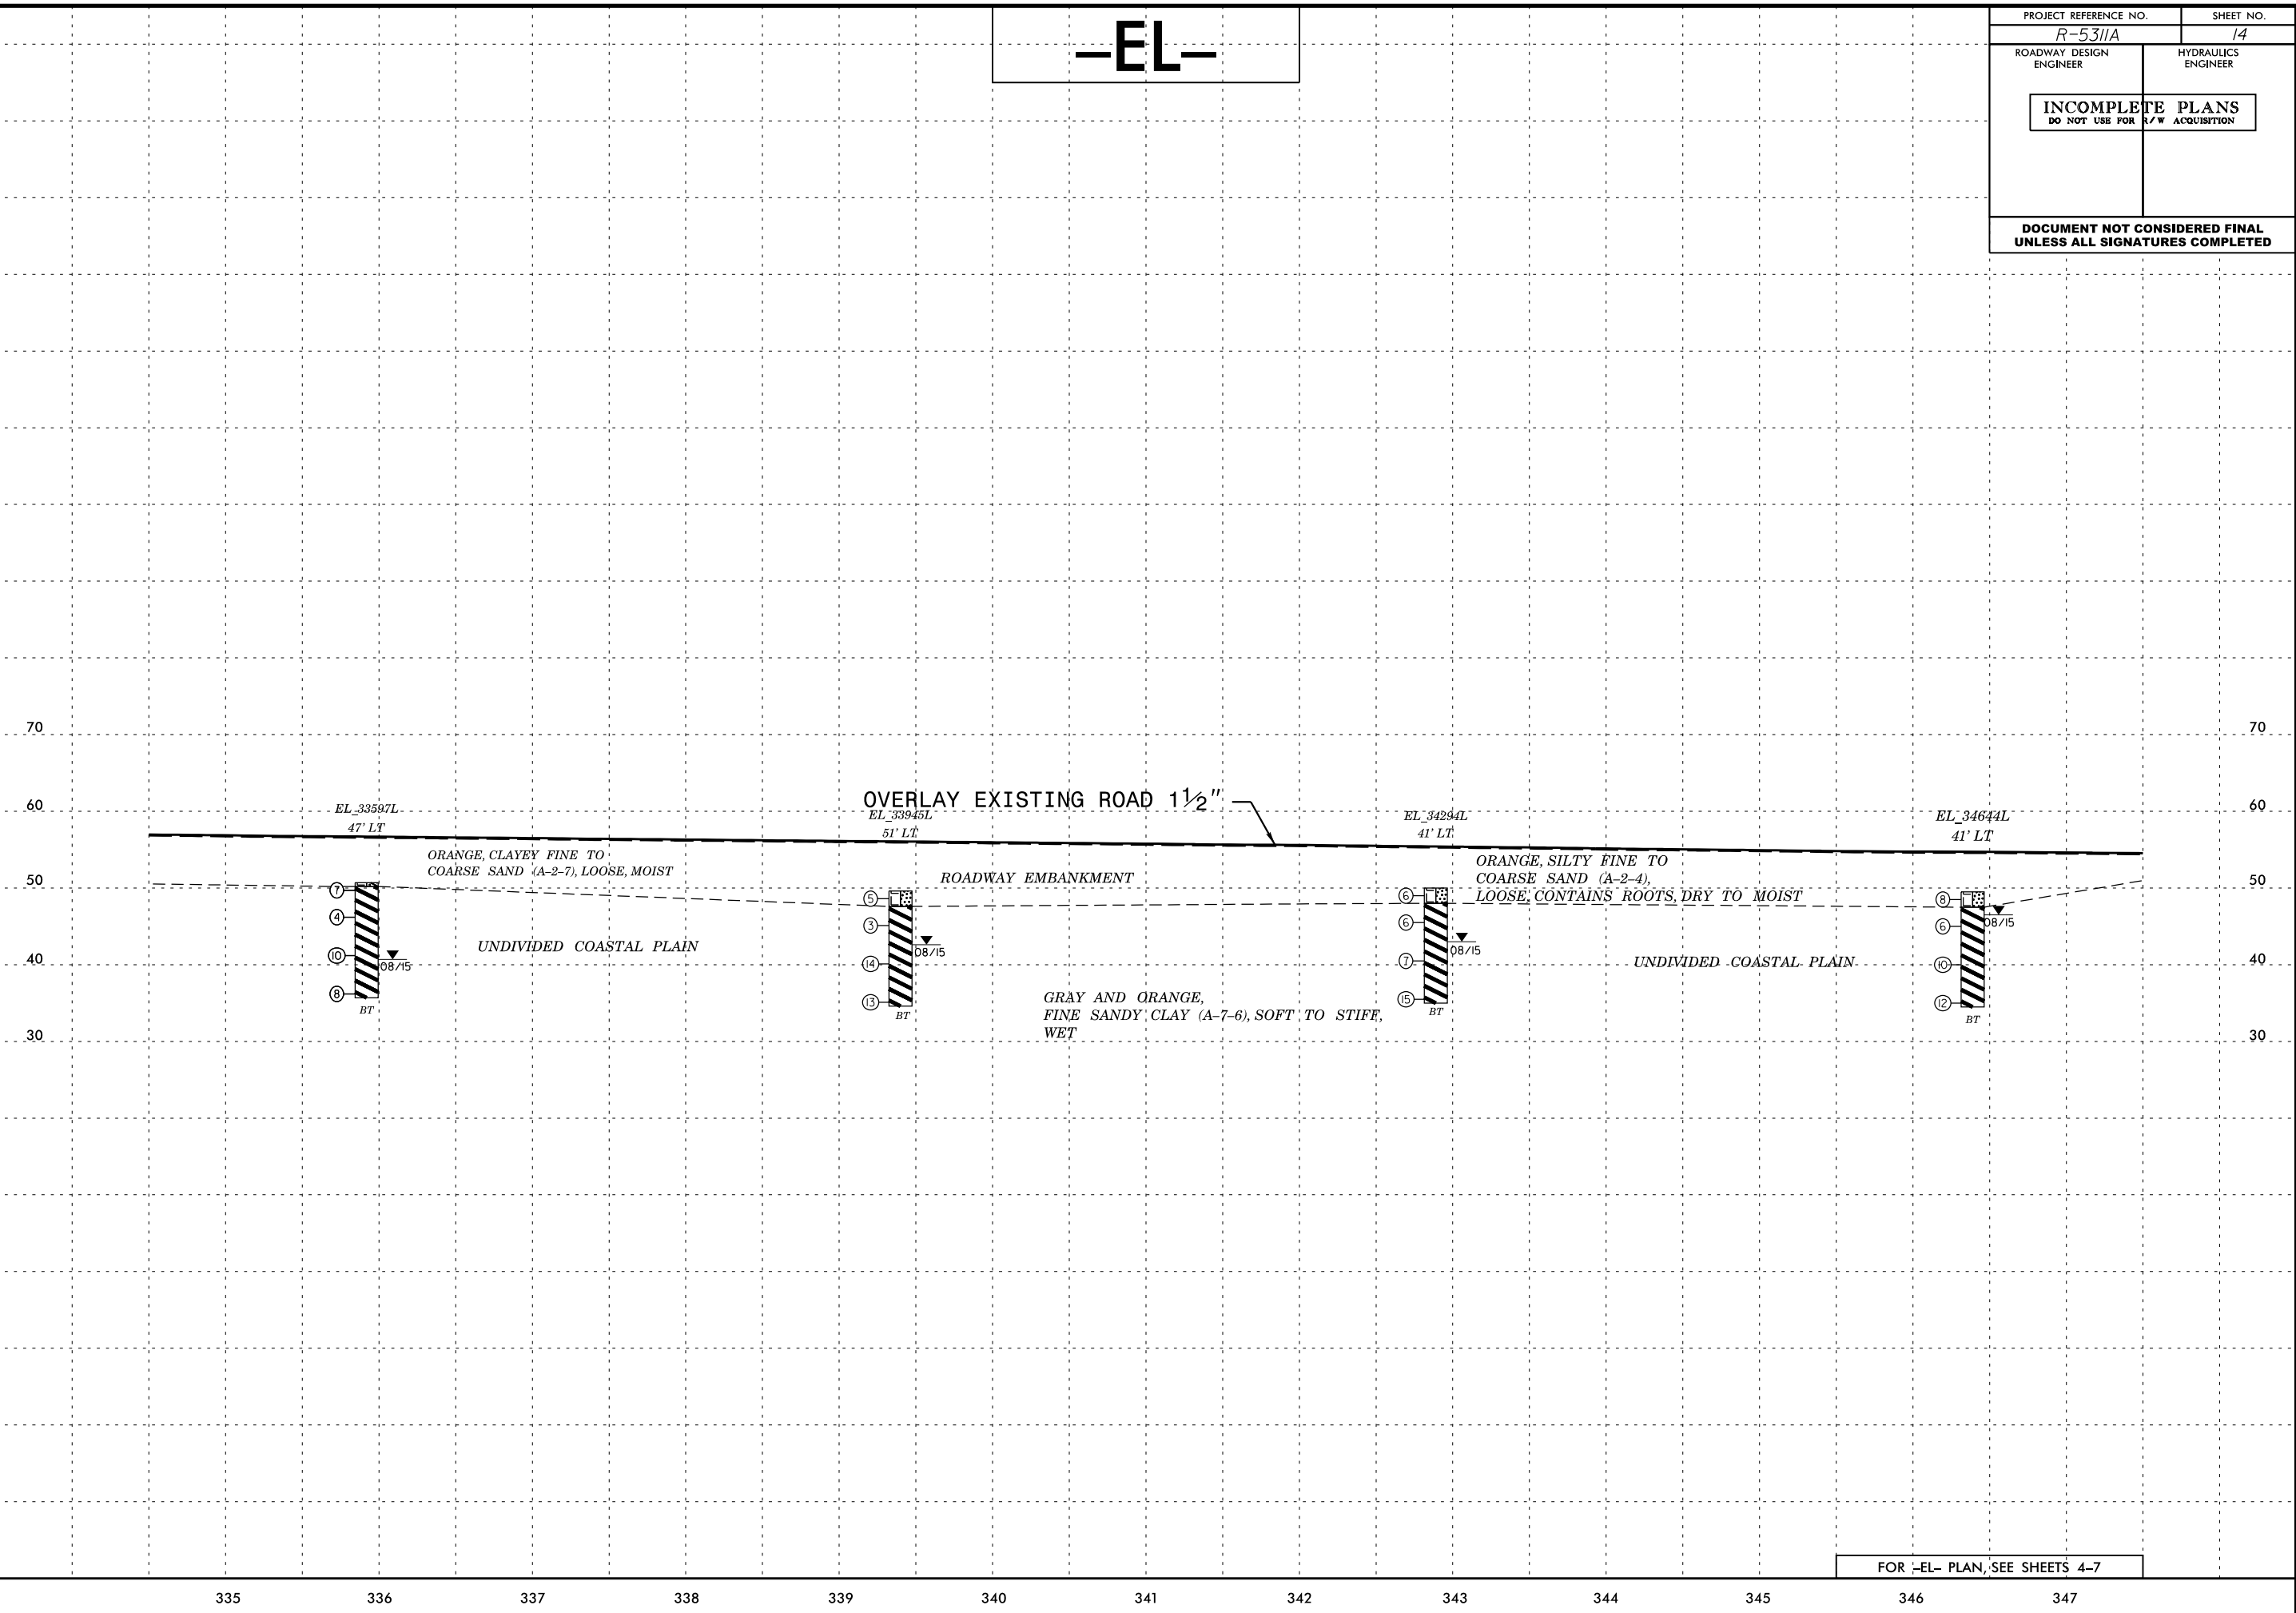 –EL–
PROJECT REFERENCE NO.
SHEET NO.
R-5311A
14
ROADWAY DESIGN
ENGINEER
HYDRAULICS
ENGINEER
INCOMPLETE PLANS
DO NOT USE FOR R/W ACQUISITION
DOCUMENT NOT CONSIDERED FINAL
UNLESS ALL SIGNATURES COMPLETED
70
70
60
60
OVERLAY EXISTING ROAD 1½"
EL_33597L
47' LT
EL_33945L
51' LT
EL_34294L
41' LT
EL_34644L
41' LT
ORANGE, CLAYEY FINE TO
COARSE SAND (A-2-7), LOOSE, MOIST
ROADWAY EMBANKMENT
ORANGE, SILTY FINE TO
COARSE SAND (A-2-4),
LOOSE, CONTAINS ROOTS, DRY TO MOIST
50
50
7
4
10
8
08/15
BT
UNDIVIDED COASTAL PLAIN
5
3
14
13
08/15
BT
6
6
7
15
08/15
BT
UNDIVIDED COASTAL PLAIN
8
6
10
12
08/15
BT
40
40
GRAY AND ORANGE,
FINE SANDY CLAY (A-7-6), SOFT TO STIFF,
WET
30
30
FOR -EL- PLAN, SEE SHEETS 4-7
335 336 337 338 339 340 341 342 343 344 345 346 347